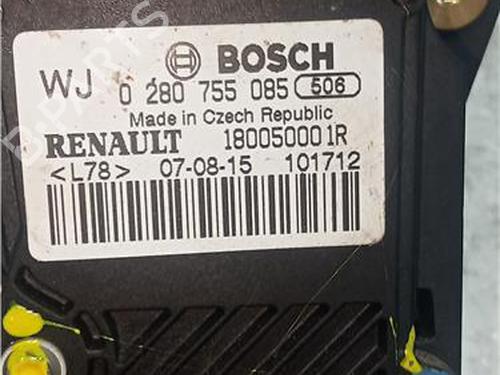 BOSCH
WJ 0 280 755 085 506
Made in Czech Republic
RENAULT 180050001R
<L78> 07-08-15 101712